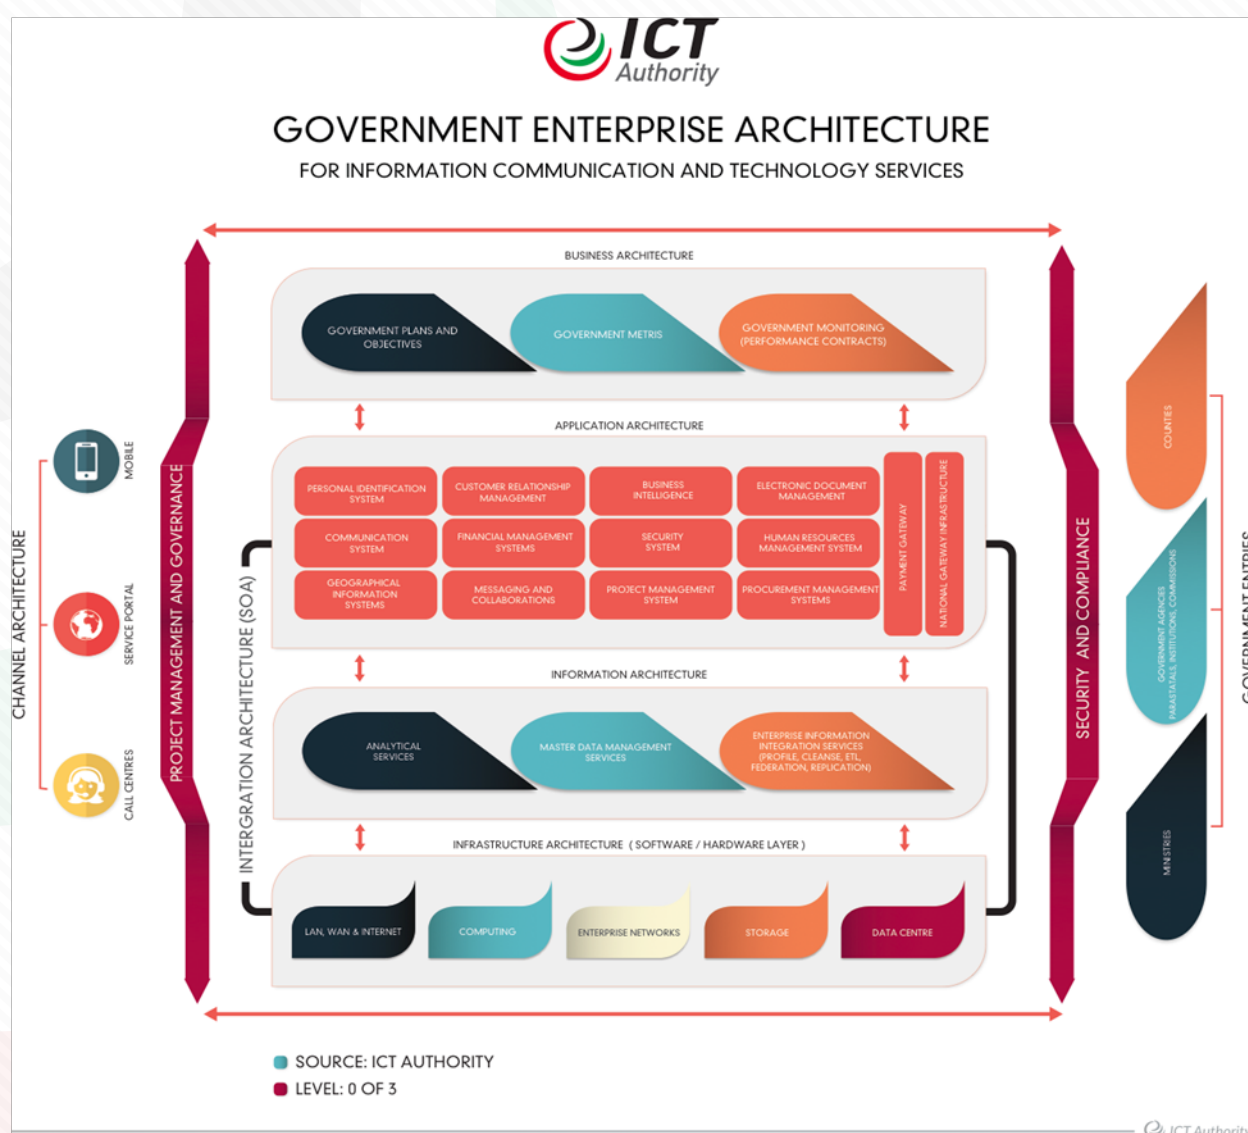 ICT
Authority
GOVERNMENT ENTERPRISE ARCHITECTURE
FOR INFORMATION COMMUNICATION AND TECHNOLOGY SERVICES
BUSINESS ARCHITECTURE
GOVERNMENT PLANS AND
OBJECTIVES
GOVERNMENT METRIS
GOVERNMENT MONITORING
(PERFORMANCE CONTRACTS)
APPLICATION ARCHITECTURE
PERSONAL IDENTIFICATION
SYSTEM
CUSTOMER RELATIONSHIP
MANAGEMENT
BUSINESS
INTELLIGENCE
ELECTRONIC DOCUMENT
MANAGEMENT
COMMUNICATION
SYSTEM
FINANCIAL MANAGEMENT
SYSTEMS
SECURITY
SYSTEM
HUMAN RESOURCES
MANAGEMENT SYSTEM
GEOGRAPHICAL
INFORMATION
SYSTEMS
MESSAGING AND
COLLABORATIONS
PROJECT MANAGEMENT
SYSTEM
PROCUREMENT MANAGEMENT
SYSTEMS
PAYMENT GATEWAY
NATIONAL GATEWAY INFRASTRUCTURE
INFORMATION ARCHITECTURE
ANALYTICAL
SERVICES
MASTER DATA MANAGEMENT
SERVICES
ENTERPRISE INFORMATION
INTEGRATION SERVICES
(PROFILE, CLEANSE, ETL,
FEDERATION, REPLICATION)
INFRASTRUCTURE ARCHITECTURE ( SOFTWARE / HARDWARE LAYER )
LAN, WAN & INTERNET
COMPUTING
ENTERPRISE NETWORKS
STORAGE
DATA CENTRE
CHANNEL ARCHITECTURE
MOBILE
SERVICE PORTAL
CALL CENTRES
PROJECT MANAGEMENT AND GOVERNANCE
INTERGRATION ARCHITECTURE (SOA)
SECURITY AND COMPLIANCE
COUNTIES
GOVERNMENT AGENCIES
PARASTATALS, INSTITUTIONS, COMMISSIONS
MINISTRIES
GOVERNMENT ENTRIES
SOURCE: ICT AUTHORITY
LEVEL: 0 OF 3
ICT Authority